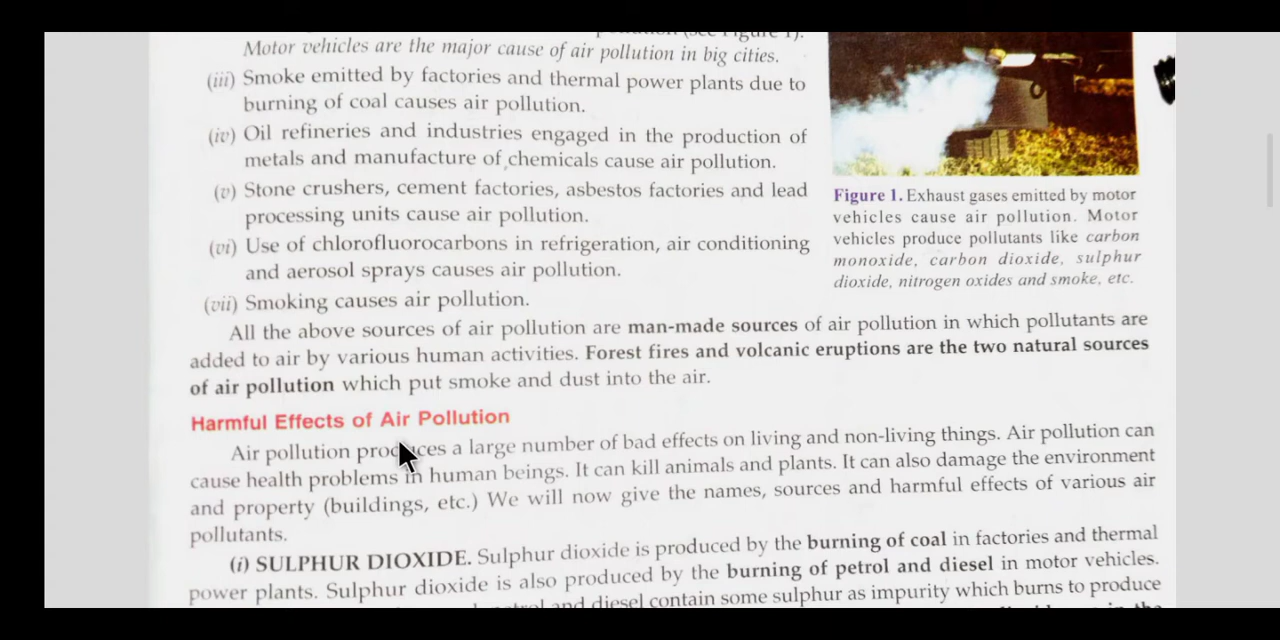 Motor vehicles are the major cause of air pollution in big cities.
(iii) Smoke emitted by factories and thermal power plants due to
burning of coal causes air pollution.
(iv) Oil refineries and industries engaged in the production of
metals and manufacture of chemicals cause air pollution.
(v) Stone crushers, cement factories, asbestos factories and lead
processing units cause air pollution.
(vi) Use of chlorofluorocarbons in refrigeration, air conditioning
and aerosol sprays causes air pollution.
(vii) Smoking causes air pollution.
Figure 1. Exhaust gases emitted by motor
vehicles cause air pollution. Motor
vehicles produce pollutants like carbon
monoxide, carbon dioxide, sulphur
dioxide, nitrogen oxides and smoke, etc.
All the above sources of air pollution are man-made sources of air pollution in which pollutants are
added to air by various human activities. Forest fires and volcanic eruptions are the two natural sources
of air pollution which put smoke and dust into the air.
Harmful Effects of Air Pollution
Air pollution produces a large number of bad effects on living and non-living things. Air pollution can
cause health problems in human beings. It can kill animals and plants. It can also damage the environment
and property (buildings, etc.) We will now give the names, sources and harmful effects of various air
pollutants.
(i) SULPHUR DIOXIDE. Sulphur dioxide is produced by the burning of coal in factories and thermal
power plants. Sulphur dioxide is also produced by the burning of petrol and diesel in motor vehicles.
and diesel contain some sulphur as impurity which burns to produce